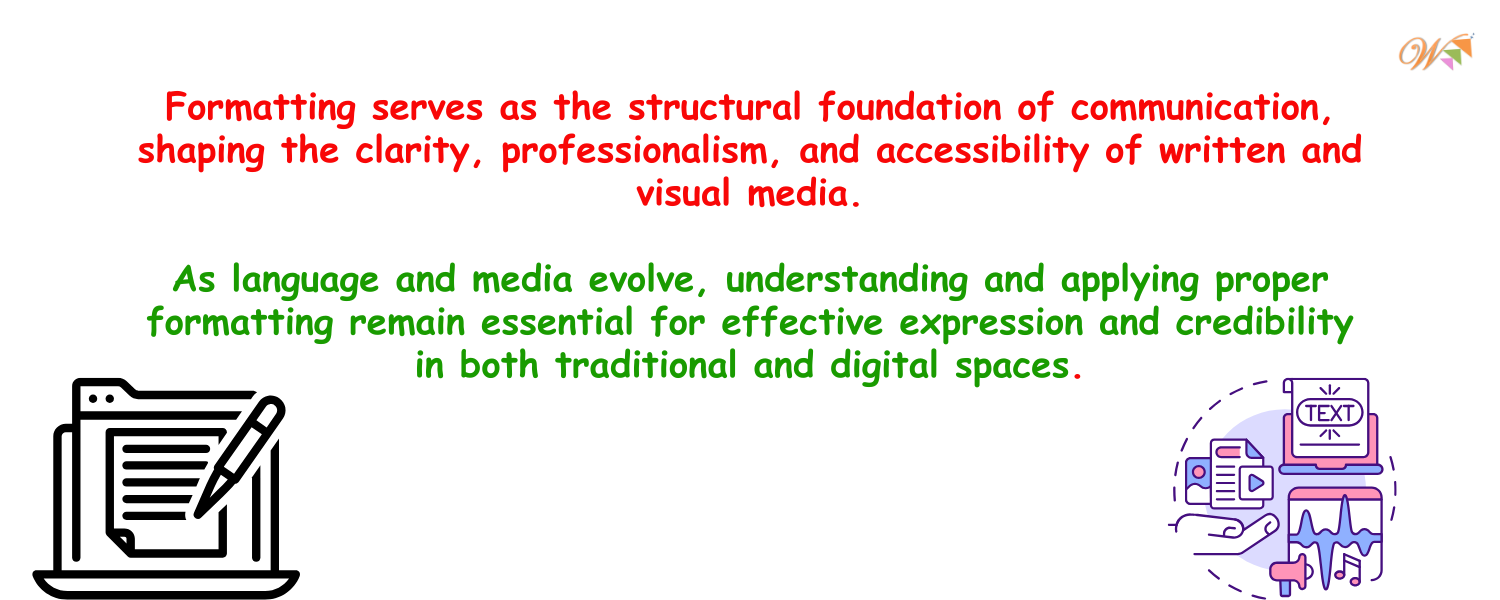 Formatting serves as the structural foundation of communication,
shaping the clarity, professionalism, and accessibility of written and
visual media.
As language and media evolve, understanding and applying proper
formatting remain essential for effective expression and credibility
in both traditional and digital spaces.
W
TEXT